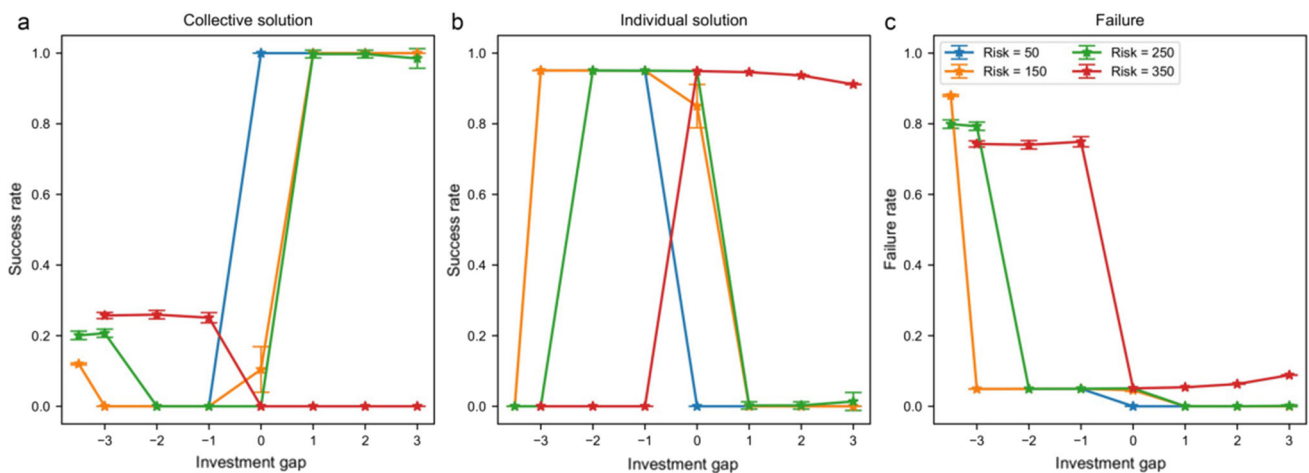 a
Collective solution
Success rate
1.0
0.8
0.6
0.4
0.2
0.0
−3 −2 −1 0 1 2 3
Investment gap
b
Individual solution
Success rate
1.0
0.8
0.6
0.4
0.2
0.0
−3 −2 −1 0 1 2 3
Investment gap
c
Failure
Failure rate
1.0
0.8
0.6
0.4
0.2
0.0
Risk = 50 Risk = 250
Risk = 150 Risk = 350
−3 −2 −1 0 1 2 3
Investment gap